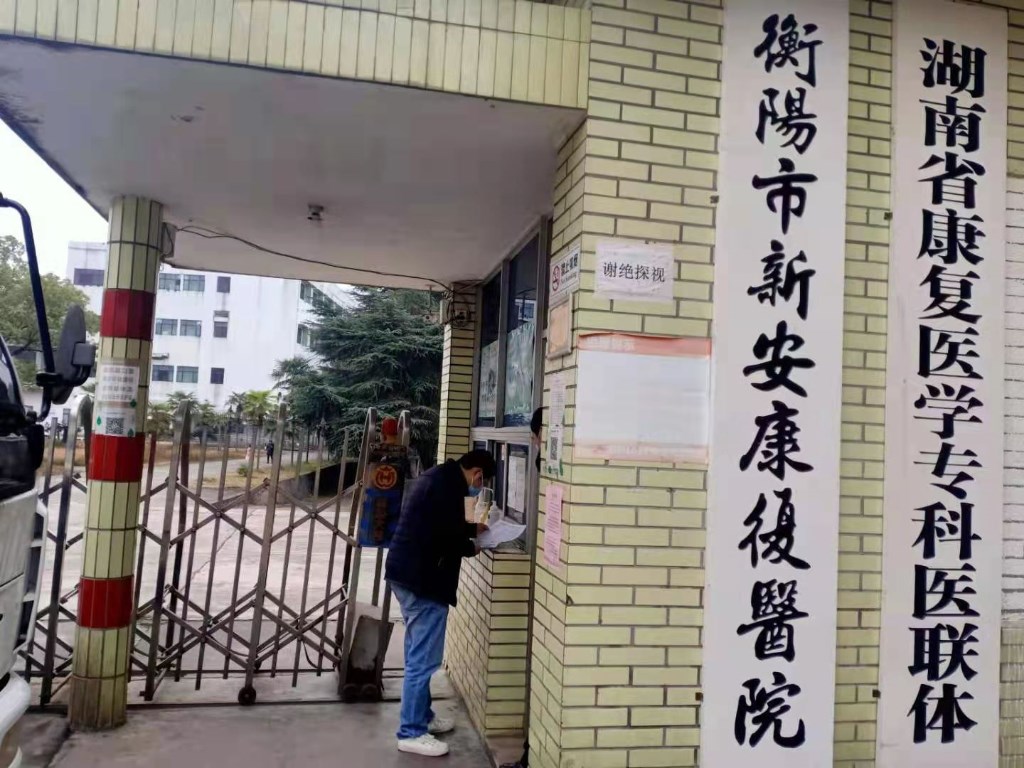 衡陽市新安康復醫院
湖南省康复医学专科医联体
谢绝探视